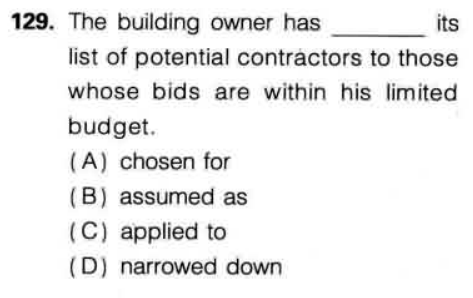 129. The building owner has ________ its
list of potential contractors to those
whose bids are within his limited
budget.
(A) chosen for
(B) assumed as
(C) applied to
(D) narrowed down